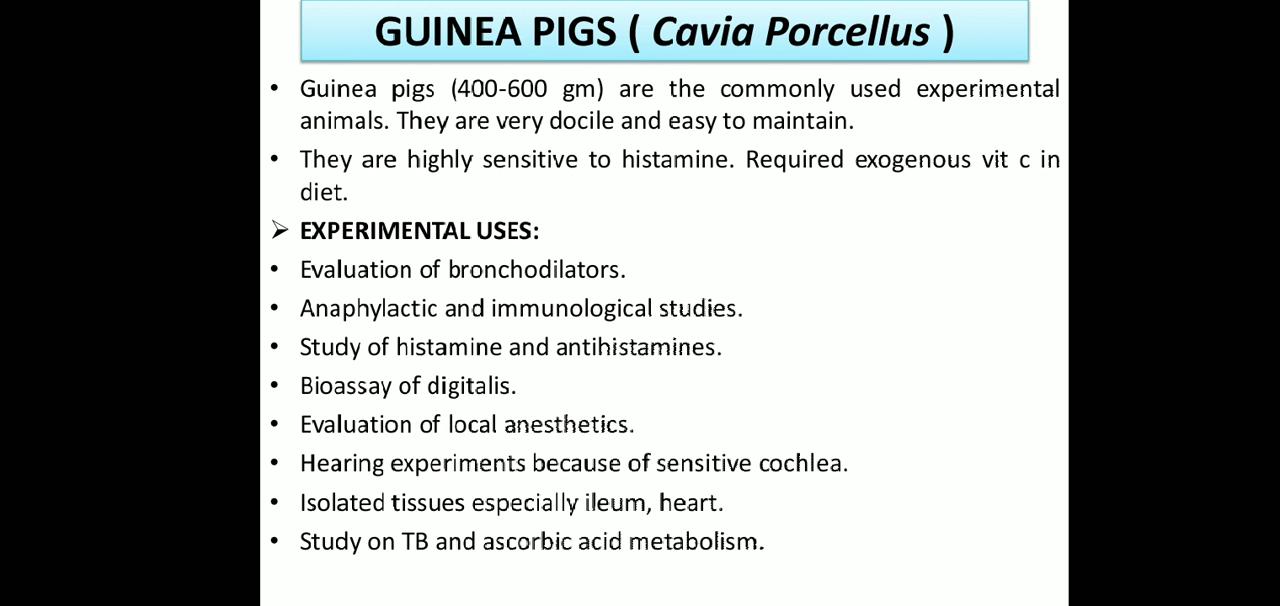 GUINEA PIGS ( Cavia Porcellus )
• Guinea pigs (400-600 gm) are the commonly used experimental
animals. They are very docile and easy to maintain.
• They are highly sensitive to histamine. Required exogenous vit c in
diet.
➢ EXPERIMENTAL USES:
• Evaluation of bronchodilators.
• Anaphylactic and immunological studies.
• Study of histamine and antihistamines.
• Bioassay of digitalis.
• Evaluation of local anesthetics.
• Hearing experiments because of sensitive cochlea.
• Isolated tissues especially ileum, heart.
• Study on TB and ascorbic acid metabolism.